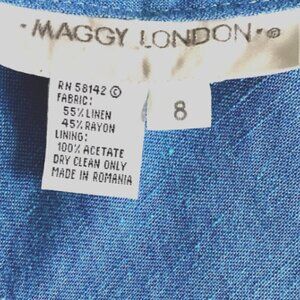 ·MAGGY LONDON·®
8
RN 58142 ©
FABRIC:
55% LINEN
45% RAYON
LINING:
100% ACETATE
DRY CLEAN ONLY
MADE IN ROMANIA